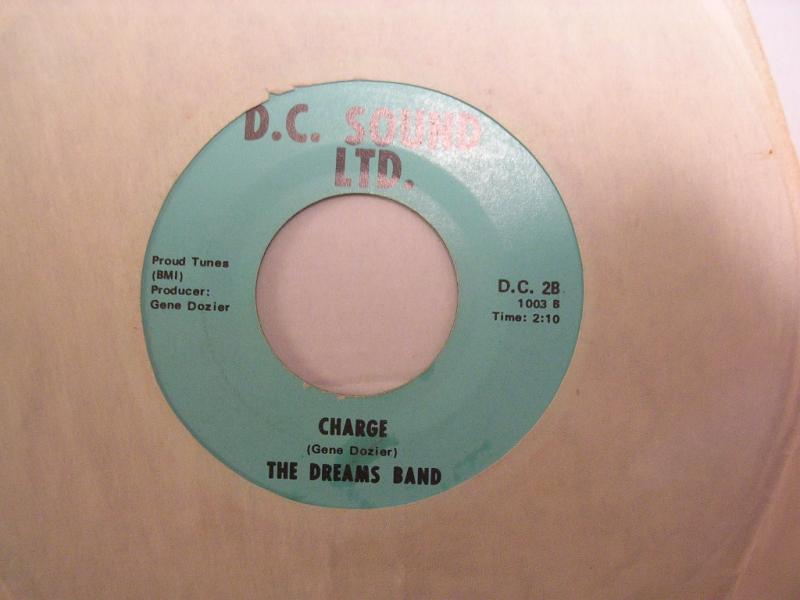 D.C. SOUND
LTD.
Proud Tunes
(BMI)
Producer:
Gene Dozier
D.C. 2B
1003 B
Time: 2:10
CHARGE
(Gene Dozier)
THE DREAMS BAND